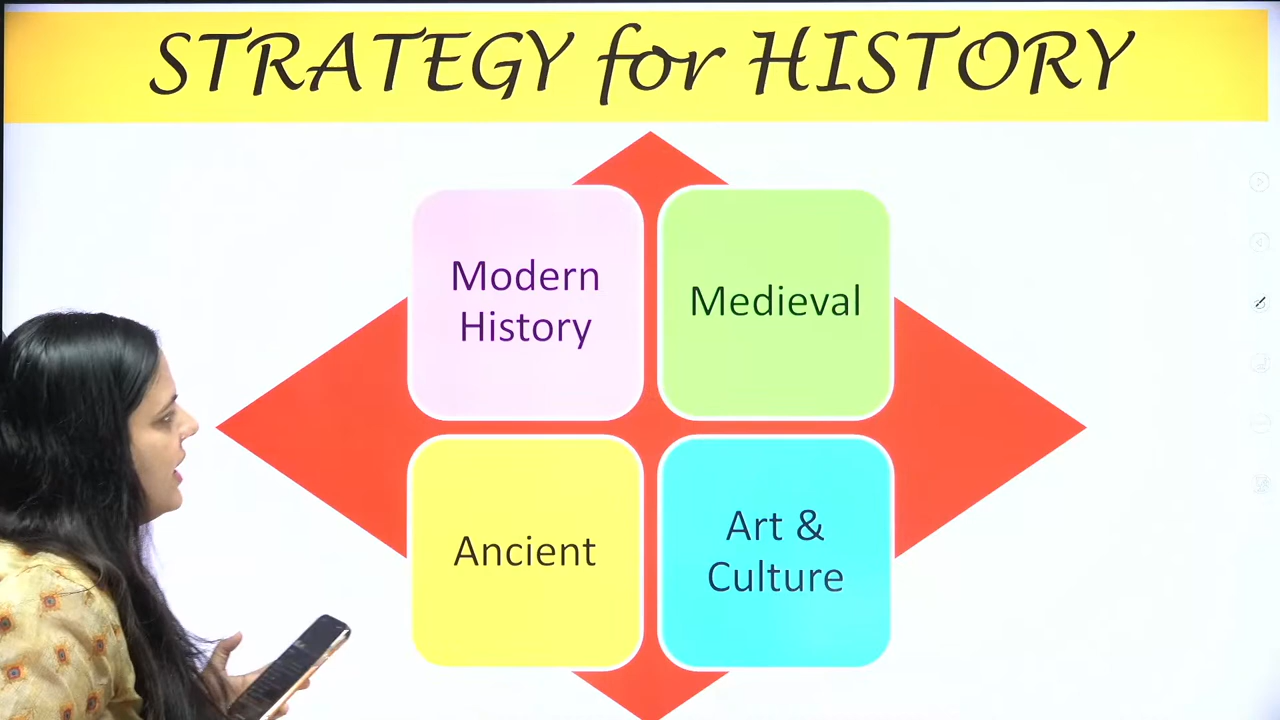 STRATEGY for HISTORY
Modern
History
Medieval
Ancient
Art &
Culture